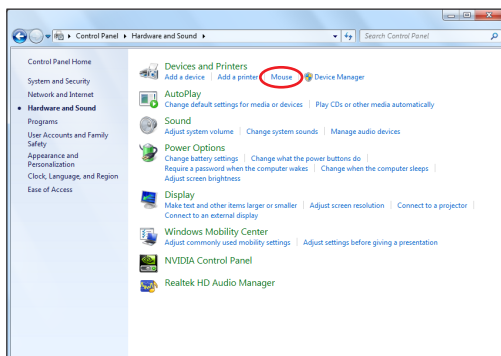 Control Panel ▸ Hardware and Sound ▸
Search Control Panel
Control Panel Home
System and Security
Network and Internet
Hardware and Sound
Programs
User Accounts and Family
Safety
Appearance and
Personalization
Clock, Language, and Region
Ease of Access
Devices and Printers
Add a device | Add a printer | Mouse | Device Manager
AutoPlay
Change default settings for media or devices | Play CDs or other media automatically
Sound
Adjust system volume | Change system sounds | Manage audio devices
Power Options
Change battery settings | Change what the power buttons do |
Require a password when the computer wakes | Change when the computer sleeps |
Adjust screen brightness
Display
Make text and other items larger or smaller | Adjust screen resolution | Connect to a projector |
Connect to an external display
Windows Mobility Center
Adjust commonly used mobility settings | Adjust settings before giving a presentation
NVIDIA Control Panel
Realtek HD Audio Manager